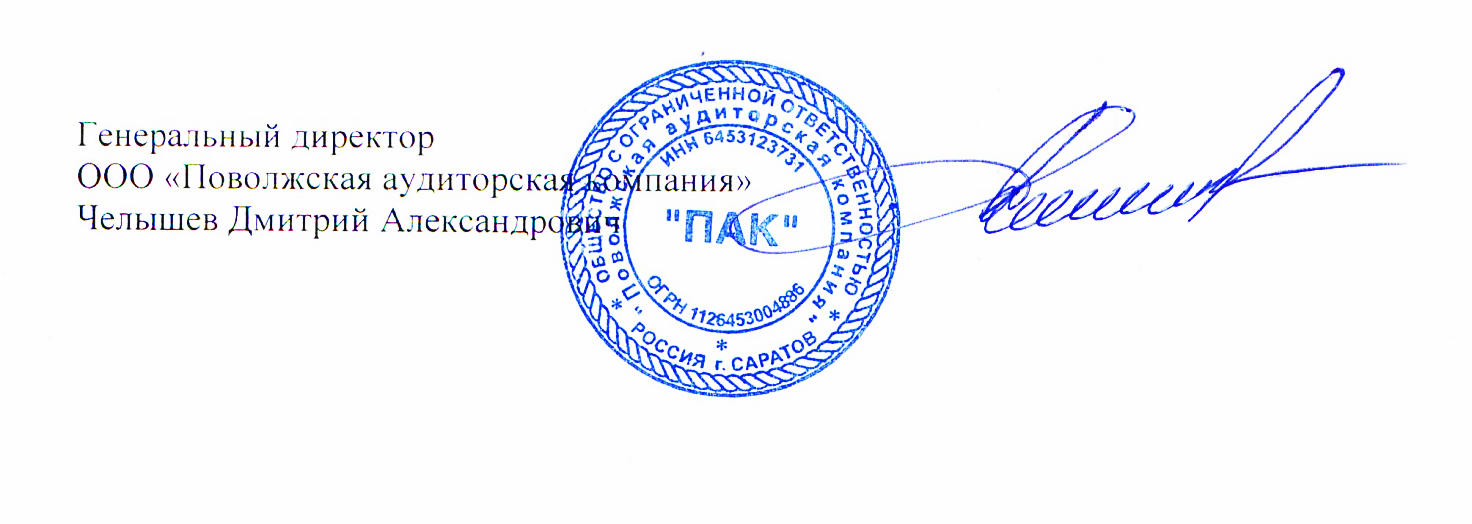 Генеральный директор
ООО «Поволжская аудиторская компания»
Челышев Дмитрий Александрович
* ОБЩЕСТВО С ОГРАНИЧЕННОЙ ОТВЕТСТВЕННОСТЬЮ *
"Поволжская аудиторская компания"
ИНН 6453123731
"ПАК"
ОГРН 1126453004886
*
РОССИЯ г. САРАТОВ